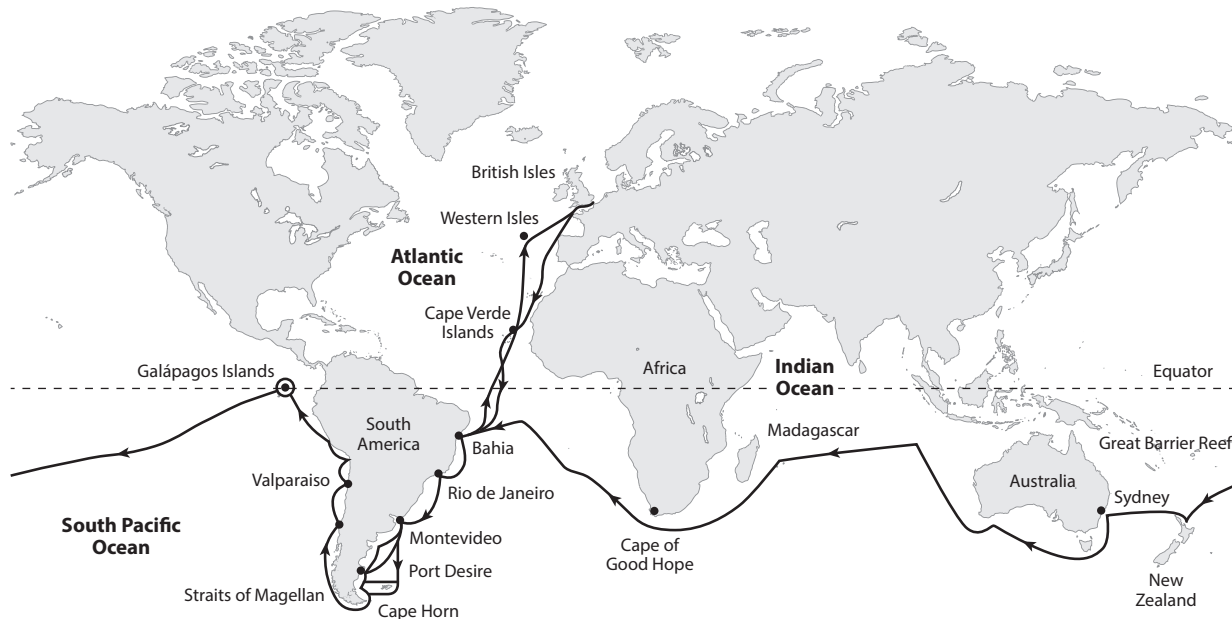 British Isles
Western Isles
Atlantic
Ocean
Cape Verde
Islands
Galápagos Islands
Africa
Indian
Ocean
Equator
South
America
Bahia
Madagascar
Great Barrier Reef
Valparaiso
Rio de Janeiro
Australia
Sydney
South Pacific
Ocean
Montevideo
Cape of
Good Hope
Port Desire
Straits of Magellan
Cape Horn
New
Zealand